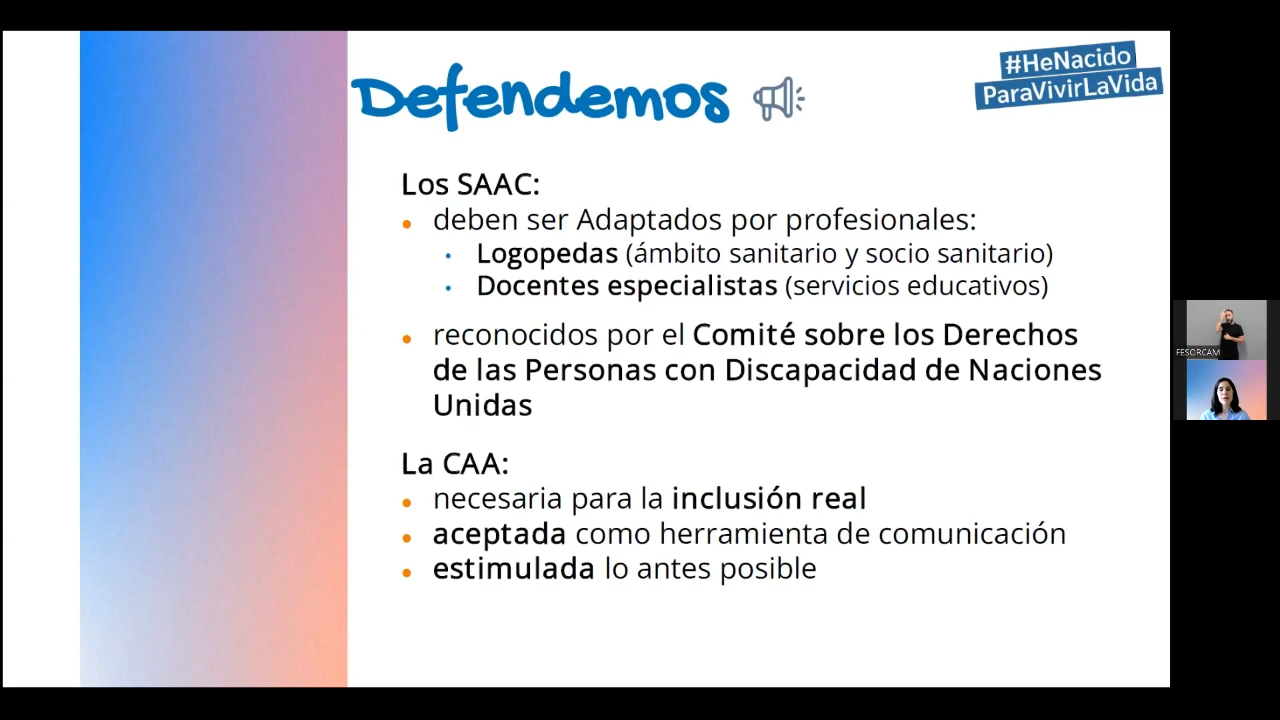 Defendemos
#HeNacido
ParaVivirLaVida
Los SAAC:
• deben ser Adaptados por profesionales:
• Logopedas (ámbito sanitario y socio sanitario)
• Docentes especialistas (servicios educativos)
• reconocidos por el Comité sobre los Derechos
de las Personas con Discapacidad de Naciones
Unidas
La CAA:
• necesaria para la inclusión real
• aceptada como herramienta de comunicación
• estimulada lo antes posible
FESORCAM